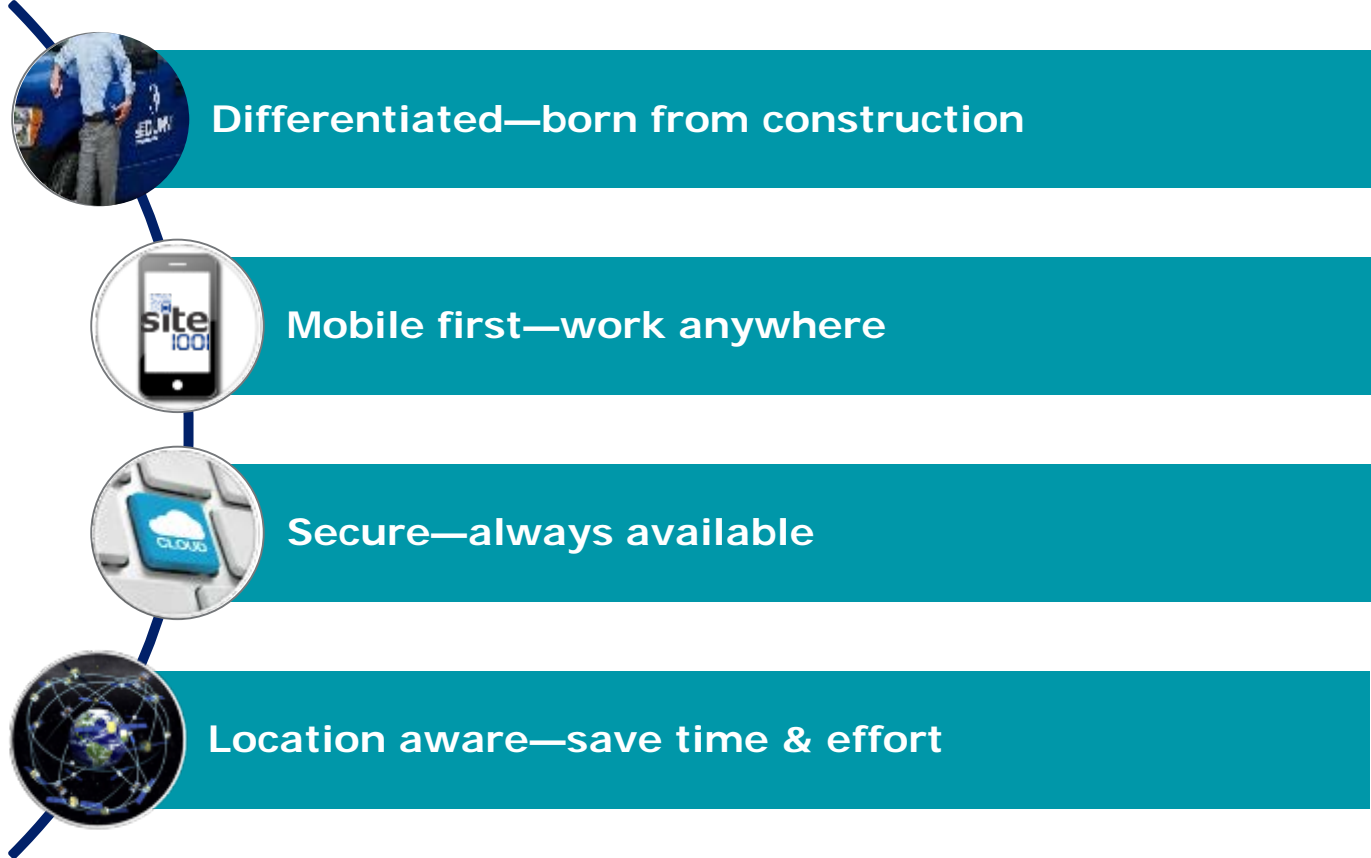 Differentiated—born from construction
site
1001
Mobile first—work anywhere
CLOUD
Secure—always available
Location aware—save time & effort